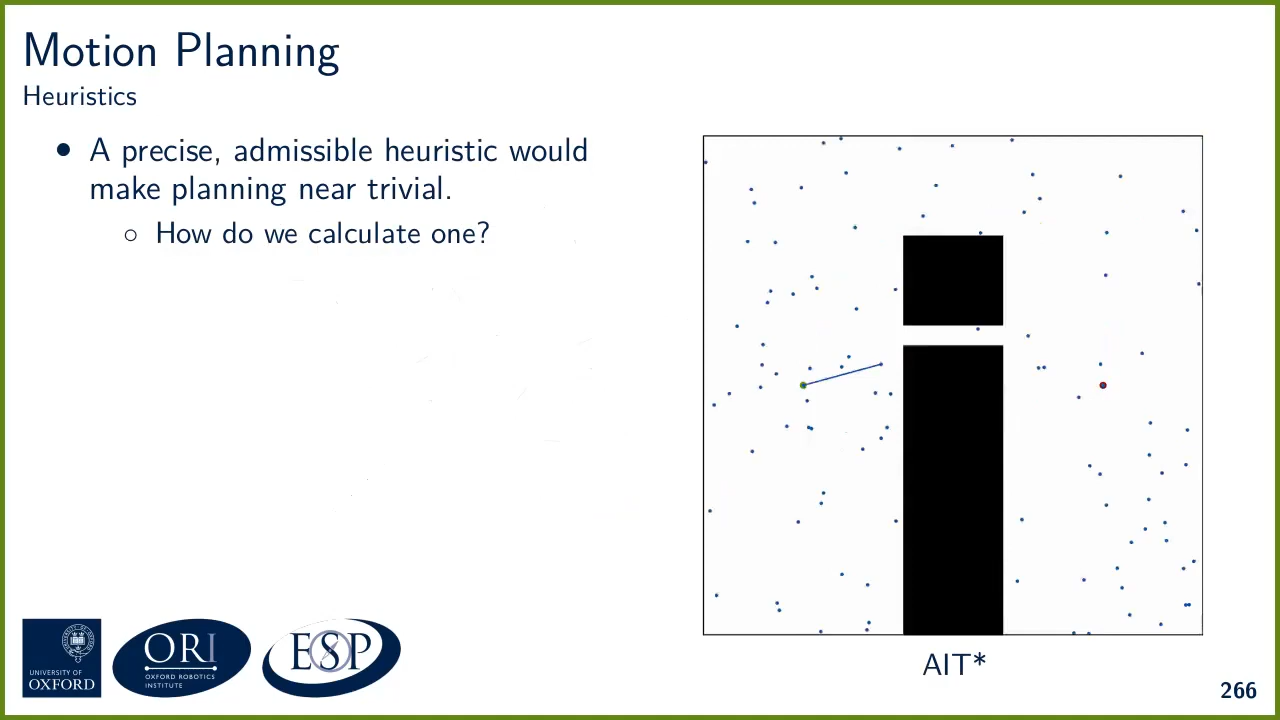 Motion Planning
Heuristics
• A precise, admissible heuristic would
make planning near trivial.
○ How do we calculate one?
AIT*
UNIVERSITY OF
OXFORD
ORI
OXFORD ROBOTICS
INSTITUTE
ESP
266